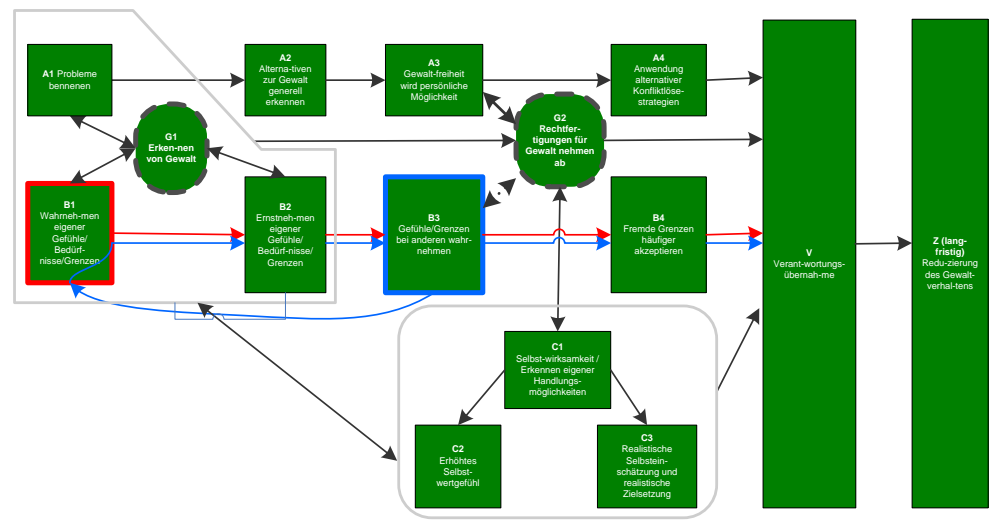 A1 Probleme
benennen
A2
Alterna-tiven
zur Gewalt
generell
erkennen
A3
Gewalt-freiheit
wird persönliche
Möglichkeit
A4
Anwendung
alternativer
Konfliktlöse-
strategien
G1
Erken-nen
von Gewalt
G2
Rechtfer-
tigungen für
Gewalt nehmen
ab
B1
Wahrneh-men
eigener
Gefühle/
Bedürf-
nisse/Grenzen
B2
Ernstneh-men
eigener
Gefühle/
Bedürf-nisse/
Grenzen
B3
Gefühle/Grenzen
bei anderen wahr-
nehmen
B4
Fremde Grenzen
häufiger
akzeptieren
V
Verant-wortungs-
übernah-me
Z (lang-
fristig)
Redu-zierung
des Gewalt-
verhal-tens
C1
Selbst-wirksamkeit /
Erkennen eigener
Handlungs-
möglichkeiten
C2
Erhöhtes
Selbst-
wertgefühl
C3
Realistische
Selbstein-
schätzung und
realistische
Zielsetzung